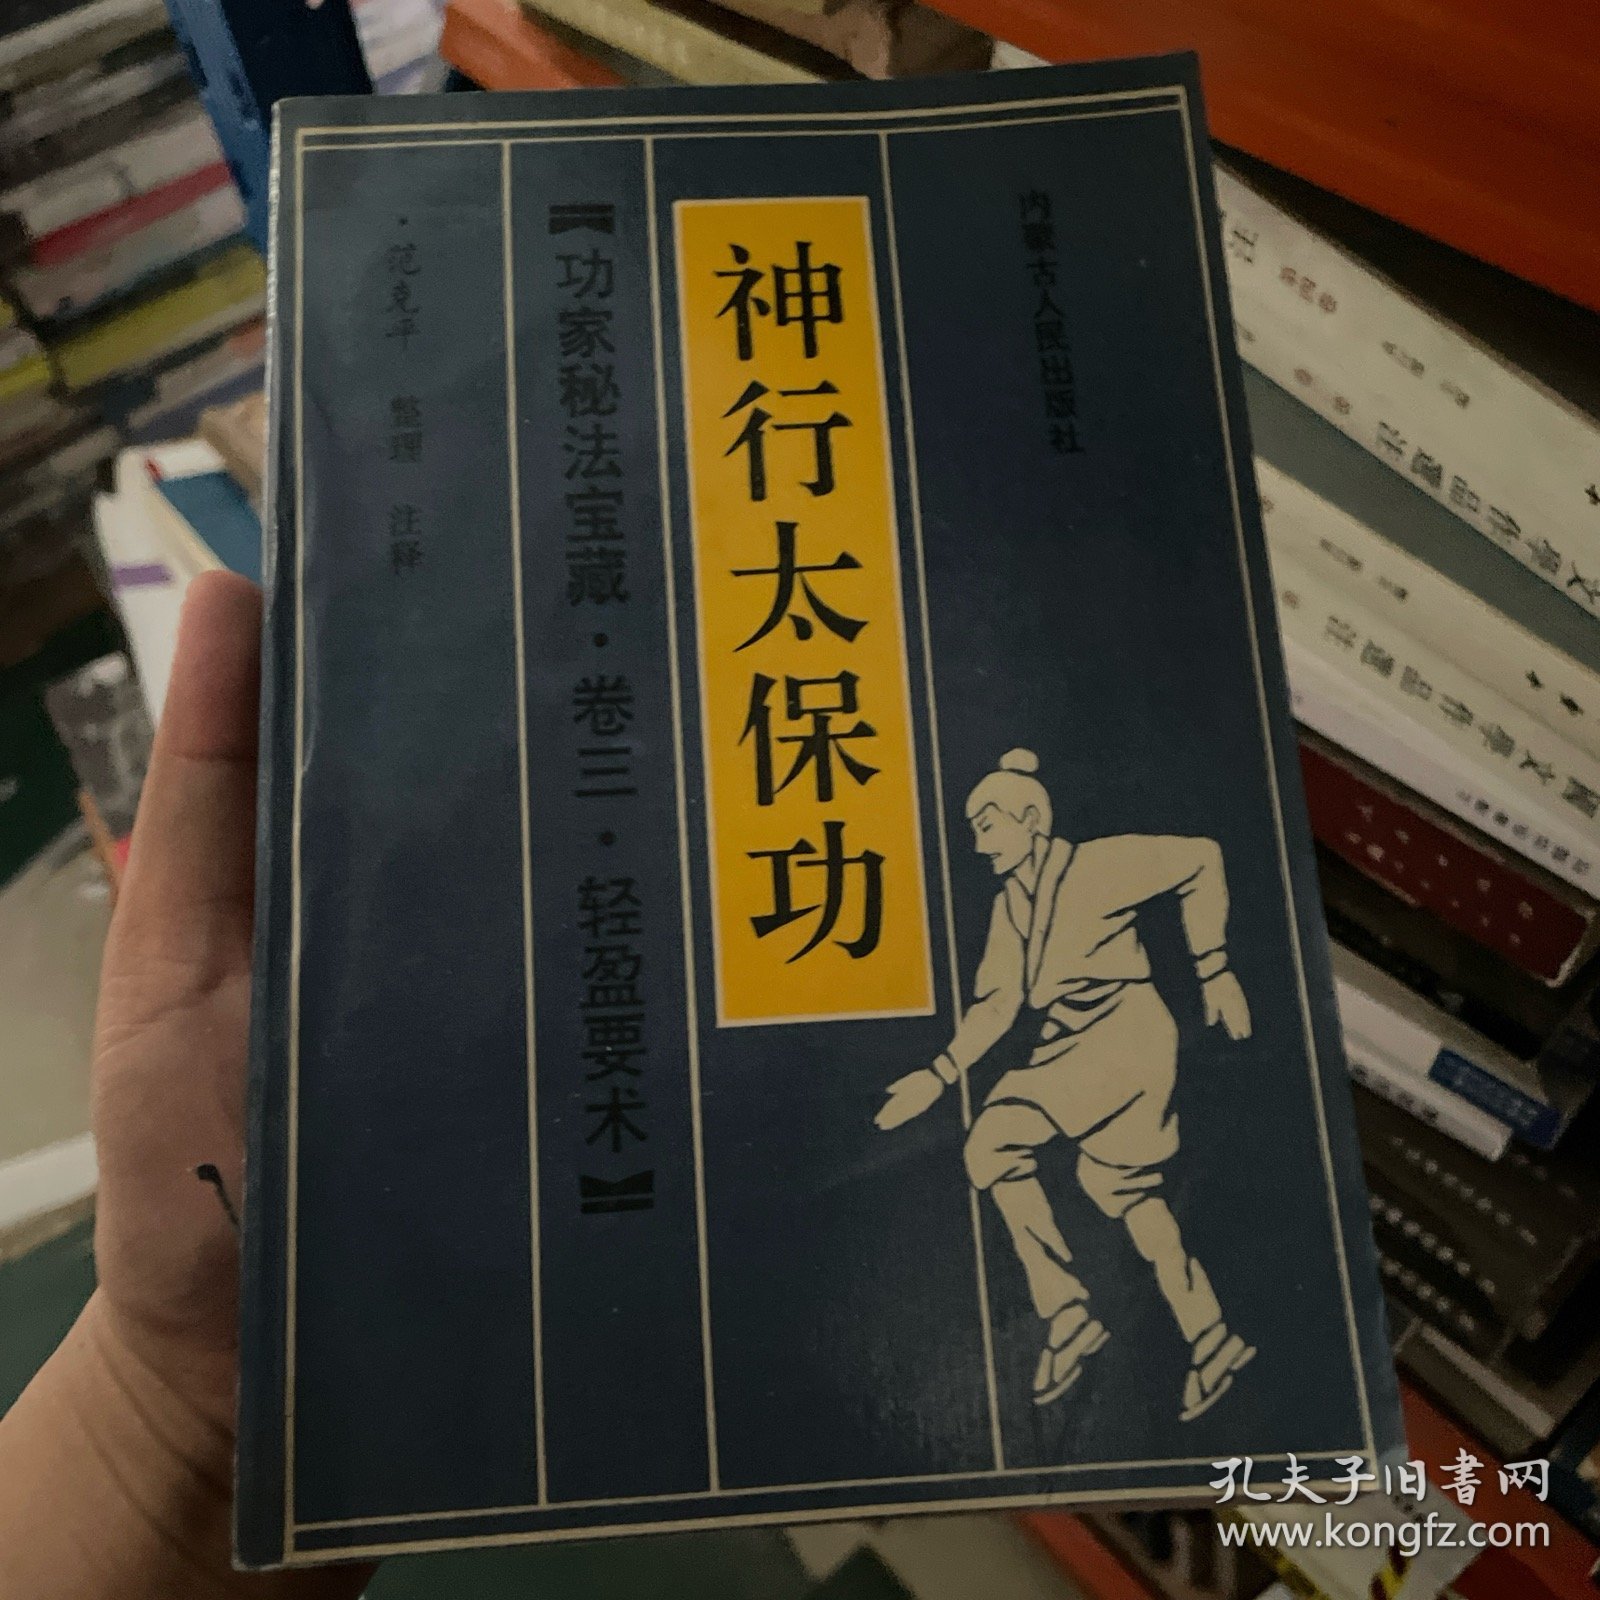 神行太保功
【功家秘法宝藏·卷三·轻盈要术】
·范克平 整理 注释
内蒙古人民出版社
孔夫子旧书网
www.kongfz.com